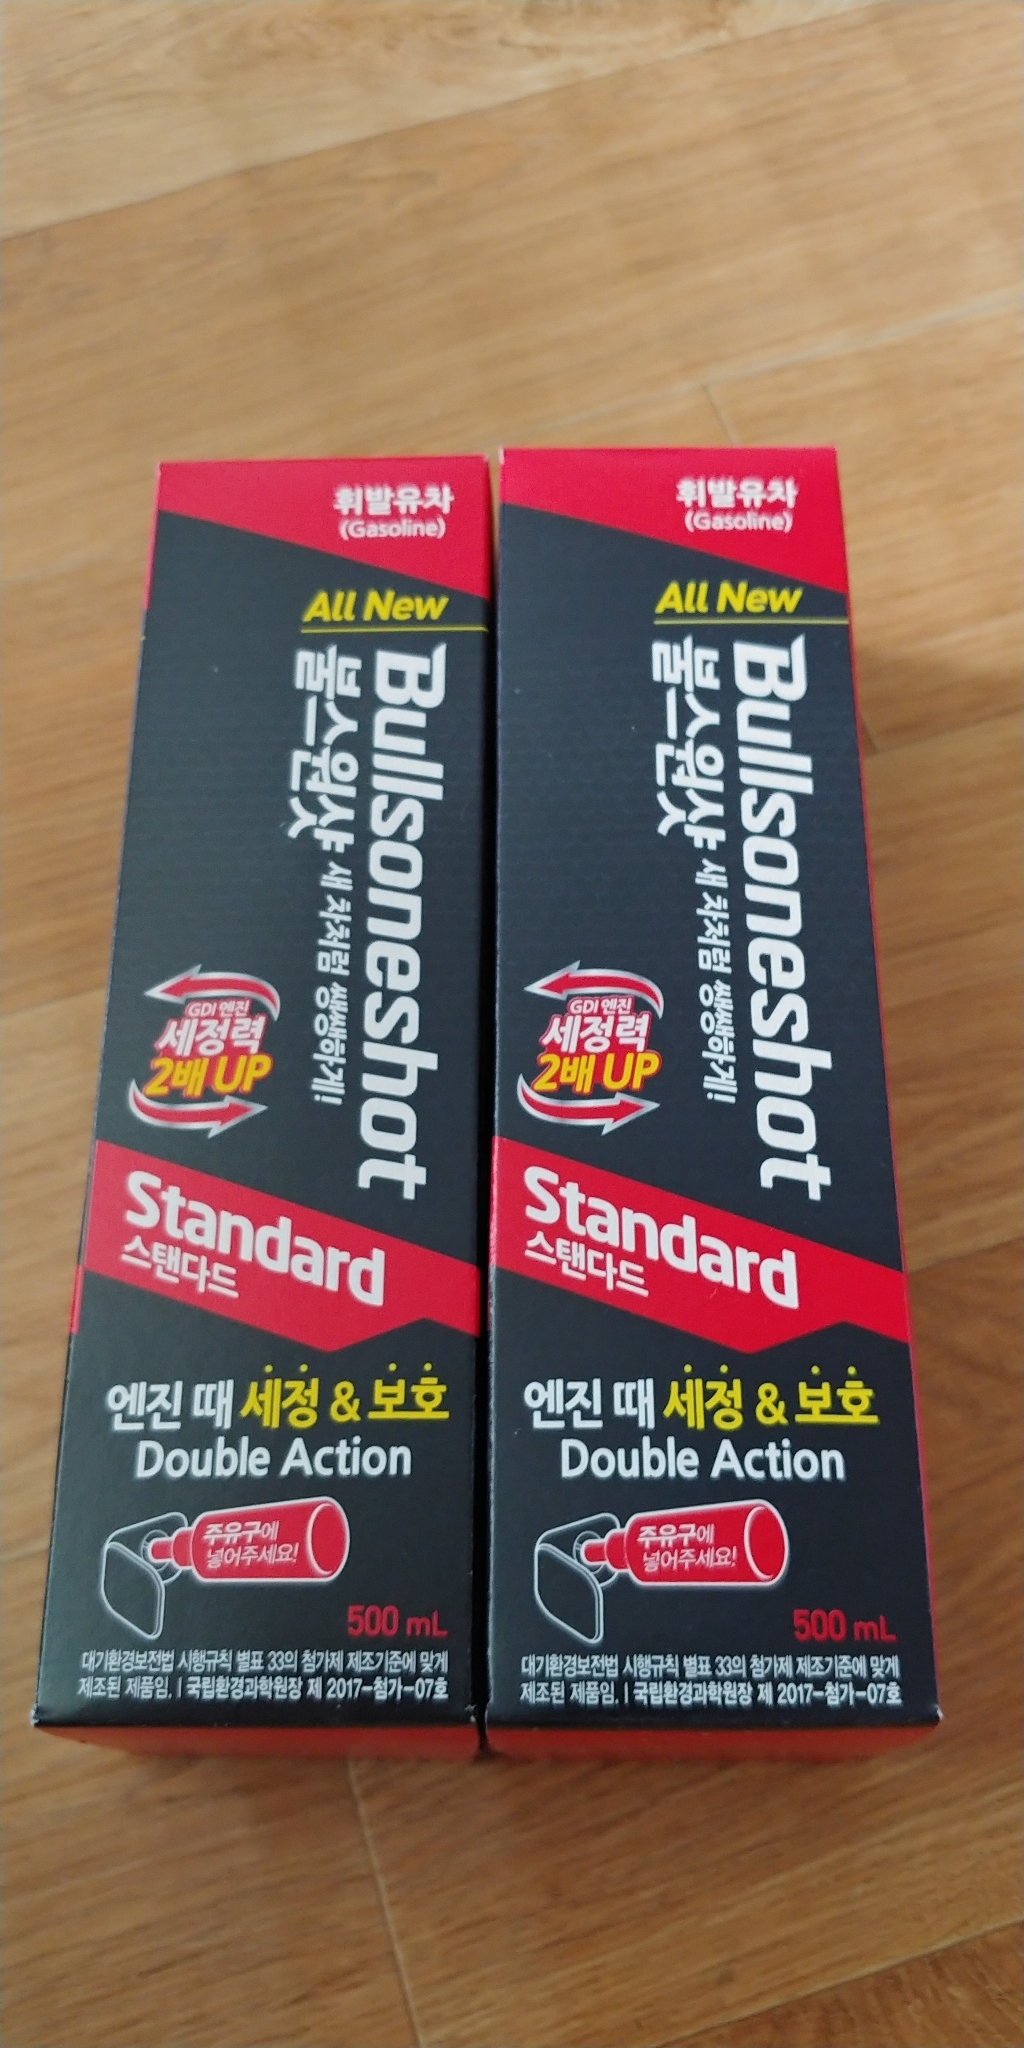 휘발유차
(Gasoline)
All New
Bullsoneshot
불스원샷 새 차처럼 쌩쌩하게!
GDI 엔진
세정력
2배 UP
Standard
스탠다드
엔진 때 세정 & 보호
Double Action
주유구에
넣어주세요!
500 mL
대기환경보전법 시행규칙 별표 33의 첨가제 제조기준에 맞게
제조된 제품임. | 국립환경과학원장 제 2017-첨가-07호
휘발유차
(Gasoline)
All New
Bullsoneshot
불스원샷 새 차처럼 쌩쌩하게!
GDI 엔진
세정력
2배 UP
Standard
스탠다드
엔진 때 세정 & 보호
Double Action
주유구에
넣어주세요!
500 mL
대기환경보전법 시행규칙 별표 33의 첨가제 제조기준에 맞게
제조된 제품임. | 국립환경과학원장 제 2017-첨가-07호